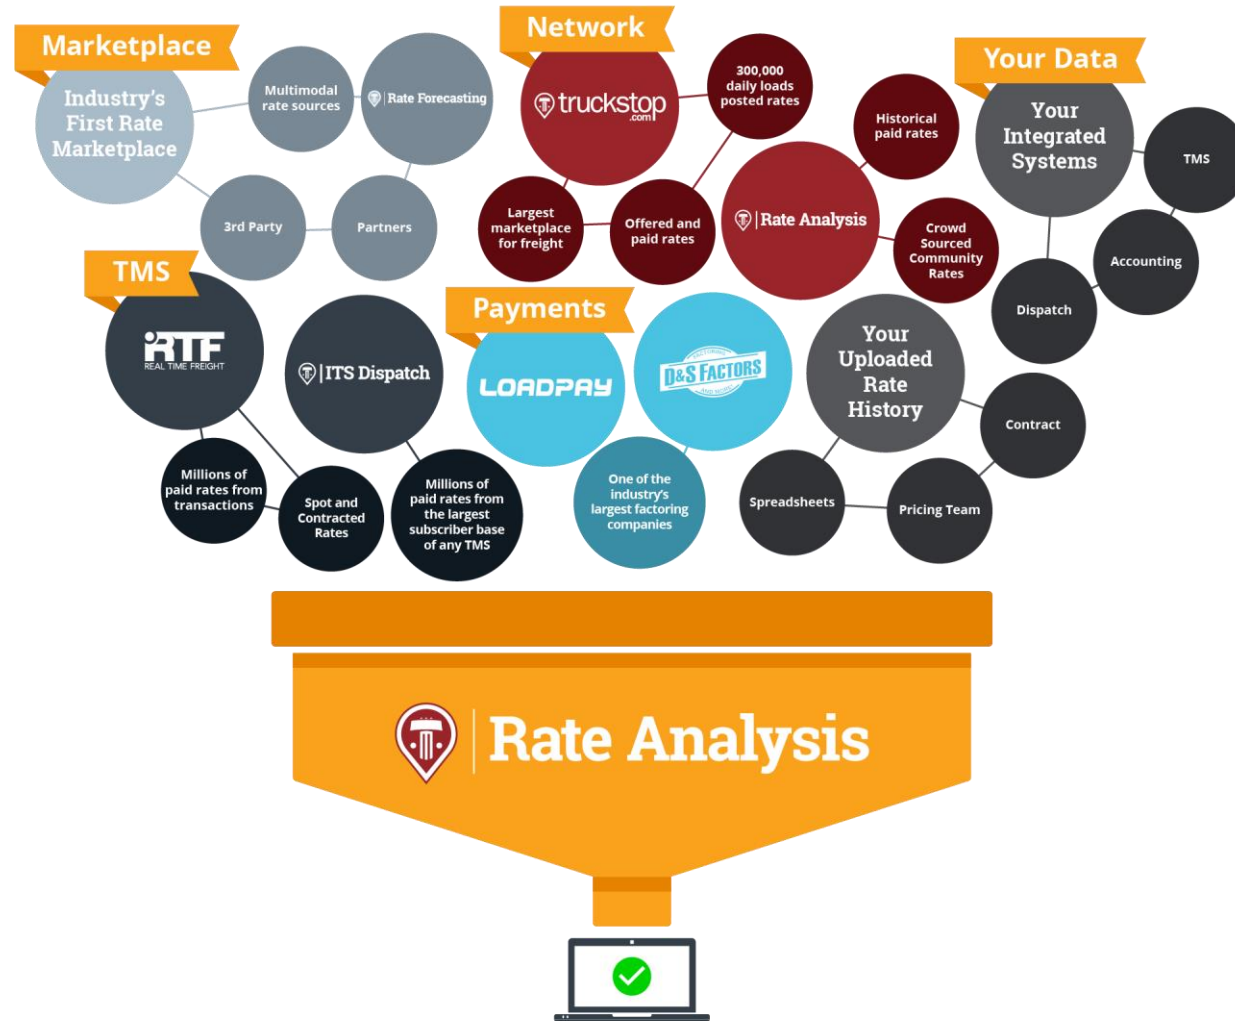 Marketplace
Industry's
First Rate
Marketplace
Multimodal
rate sources
Rate Forecasting
3rd Party
Partners
Network
truckstop
.com
300,000
daily loads
posted rates
Largest
marketplace
for freight
Offered and
paid rates
Rate Analysis
Historical
paid rates
Crowd
Sourced
Community
Rates
Your Data
Your
Integrated
Systems
TMS
Accounting
Dispatch
TMS
RTF
REAL TIME FREIGHT
ITS Dispatch
Millions of
paid rates from
transactions
Spot and
Contracted
Rates
Millions of
paid rates from
the largest
subscriber base
of any TMS
Payments
LOADPAY
D&S FACTORS
AND MORE
One of the
industry's
largest factoring
companies
Your
Uploaded
Rate
History
Contract
Spreadsheets
Pricing Team
Rate Analysis